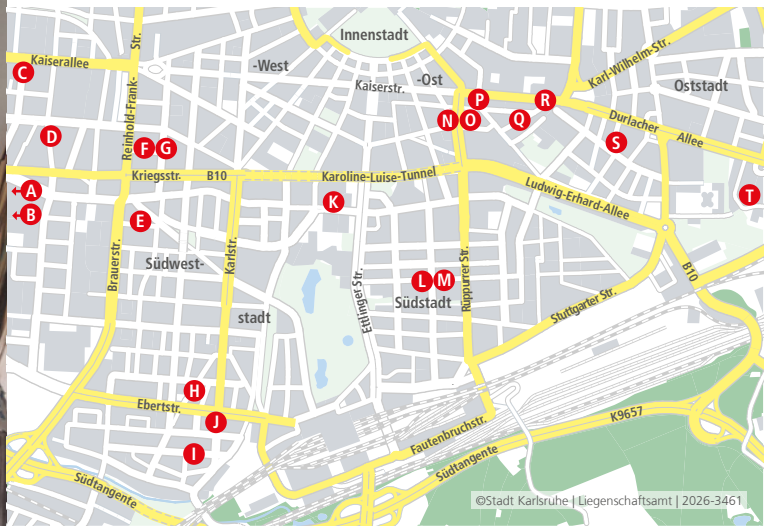 Innenstadt
Str.
Kaiserallee
-West
-Ost
Kaiserstr.
Karl-Wilhelm-Str.
Oststadt
C
P
R
N
O
Q
Durlacher
Allee
Reinhold-Frank-
D
F
G
S
Kriegsstr.
B10
Karoline-Luise-Tunnel
Ludwig-Erhard-Allee
A
B
K
T
E
Brauerstr.
Karlstr.
Südwest-
stadt
Ettlinger Str.
L
M
Südstadt
Rüppurrer Str.
Stuttgarter Str.
B10
H
Ebertstr.
J
I
Fautenbruchstr.
K9657
Südtangente
Südtangente
©Stadt Karlsruhe | Liegenschaftsamt | 2026-3461